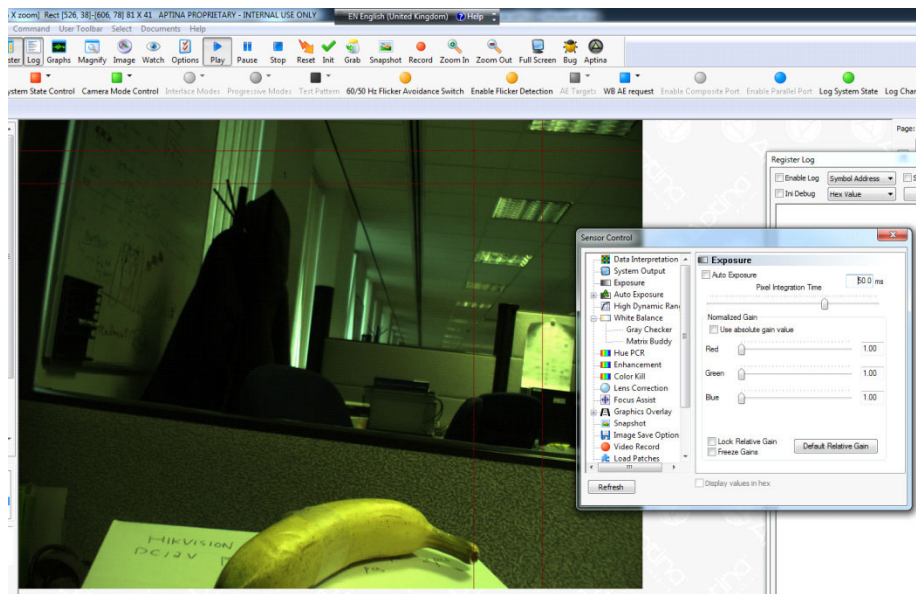 X zoom] Rect [526, 38]-[606, 78] 81 X 41 APTINA PROPRIETARY - INTERNAL USE ONLY
EN English (United Kingdom) ? Help
Command User Toolbar Select Documents Help
Log Graphs Magnify Image Watch Options Play Pause Stop Reset Init Grab Snapshot Record Zoom In Zoom Out Full Screen Bug Aptina
ystem State Control Camera Mode Control Interlace Modes Progressive Modes Test Pattern 60/50 Hz Flicker Avoidance Switch Enable Flicker Detection AE Targets WB AE request Enable Composite Port Enable Parallel Port Log System State Log Char
Page:
Register Log
Enable Log Symbol Address
Ini Debug Hex Value
Sensor Control
Data Interpretation
System Output
Exposure
Auto Exposure
High Dynamic Ran
White Balance
Gray Checker
Matrix Buddy
Hue PCR
Enhancement
Color Kill
Lens Correction
Focus Assist
Graphics Overlay
Snapshot
Image Save Option
Video Record
Load Patches
Refresh
Exposure
Auto Exposure
50.0 ms
Pixel Integration Time
Normalized Gain
Use absolute gain value
Red 1.00
Green 1.00
Blue 1.00
Lock Relative Gain
Freeze Gains
Default Relative Gain
Display values in hex
HIKVISION
DC12V